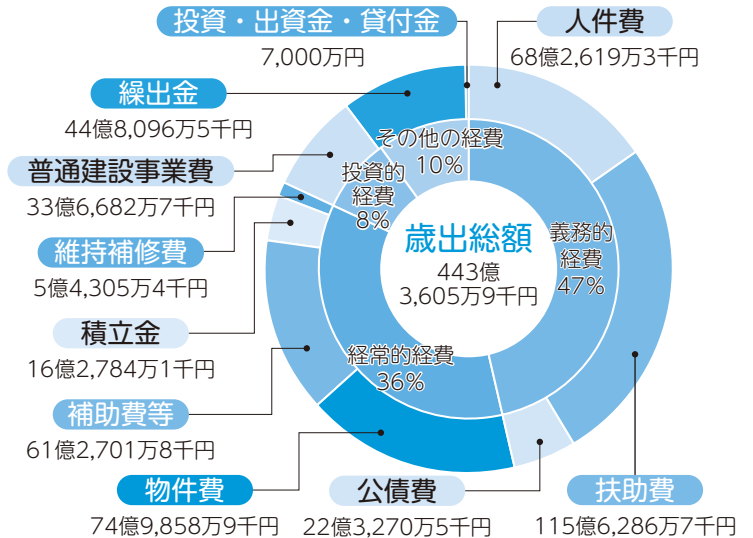 投資・出資金・貸付金
7,000万円
人件費
68億2,619万3千円
繰出金
44億8,096万5千円
普通建設事業費
33億6,682万7千円
維持補修費
5億4,305万4千円
積立金
16億2,784万1千円
補助費等
61億2,701万8千円
物件費
74億9,858万9千円
公債費
22億3,270万5千円
扶助費
115億6,286万7千円
その他の経費
10%
投資的
経費
8%
義務的
経費
47%
経常的経費
36%
歳出総額
443億
3,605万9千円